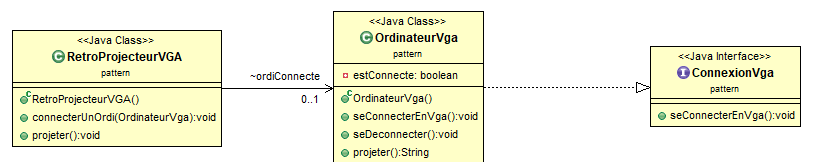 <<Java Class>>
RetroProjecteurVGA
pattern
RetroProjecteurVGA()
connecterUnOrdi(OrdinateurVga):void
projeter():void
~ordiConnecte
0..1
<<Java Class>>
OrdinateurVga
pattern
estConnecte: boolean
OrdinateurVga()
seConnecterEnVga():void
seDeconnecter():void
projeter():String
<<Java Interface>>
ConnexionVga
pattern
seConnecterEnVga():void